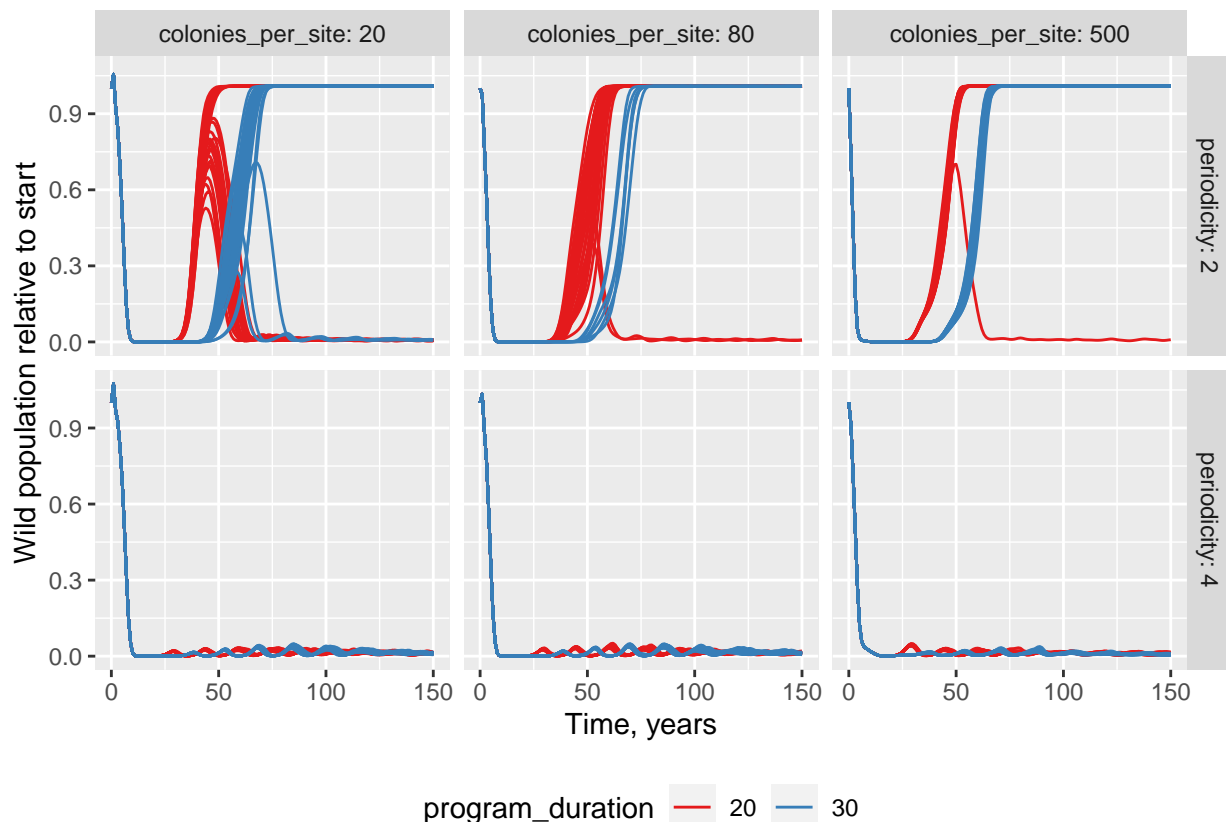 colonies_per_site: 20
colonies_per_site: 80
colonies_per_site: 500
Wild population relative to start
0.9
0.6
0.3
0.0
periodicity: 2
0.9
0.6
0.3
0.0
periodicity: 4
0 50 100 150
0 50 100 150
0 50 100 150
Time, years
program_duration 20 30